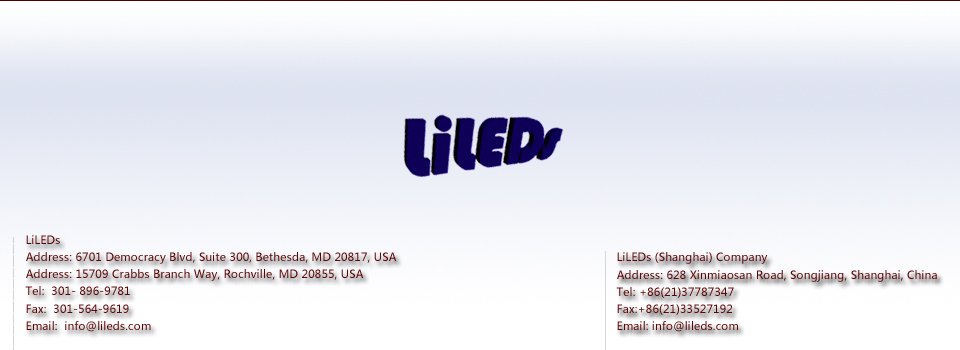 LiLEDs
LiLEDs
Address: 6701 Democracy Blvd, Suite 300, Bethesda, MD 20817, USA
Address: 15709 Crabbs Branch Way, Rochville, MD 20855, USA
Tel:  301- 896-9781
Fax:  301-564-9619
Email:  info@lileds.com
LiLEDs (Shanghai) Company
Address: 628 Xinmiaosan Road, Songjiang, Shanghai, China
Tel: +86(21)37787347
Fax:+86(21)33527192
Email: info@lileds.com